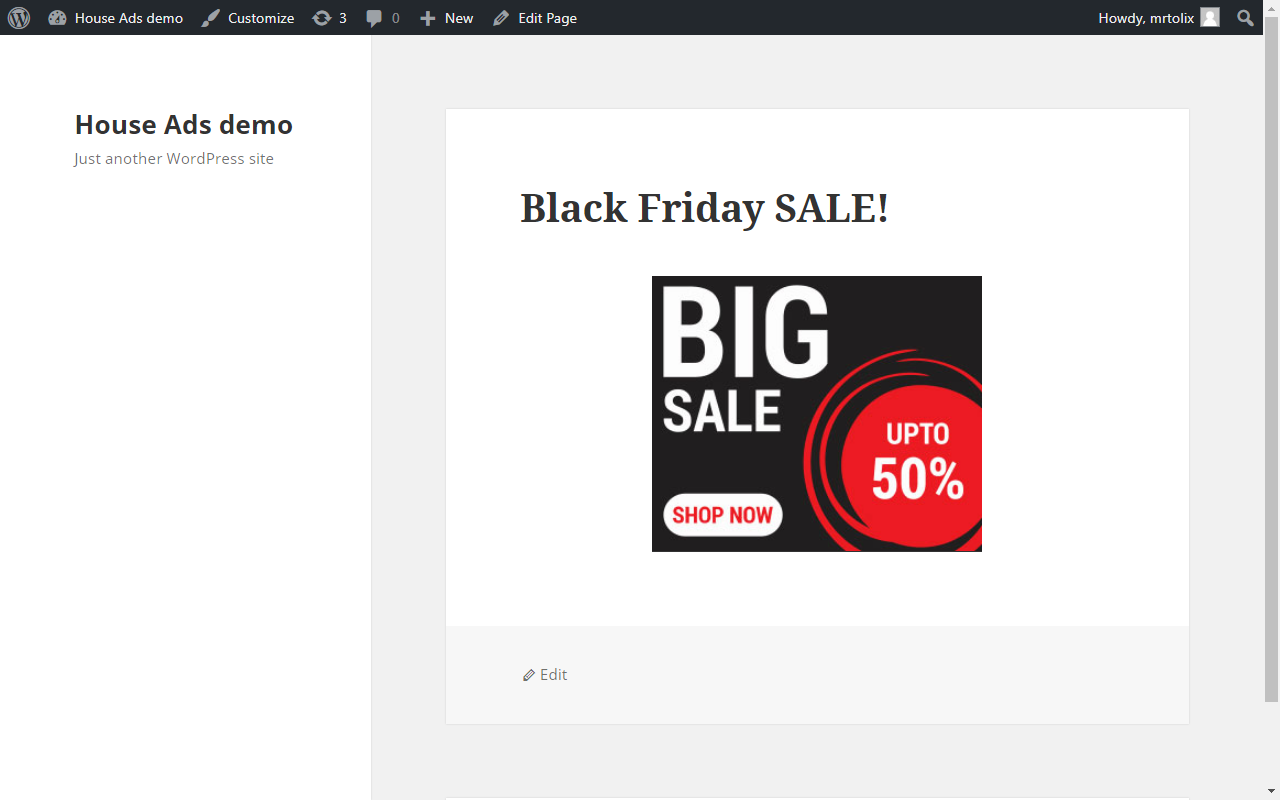 House Ads demo Customize 3 0 New Edit Page Howdy, mrtolix
House Ads demo
Just another WordPress site
Black Friday SALE!
BIG
SALE
UPTO
50%
SHOP NOW
Edit